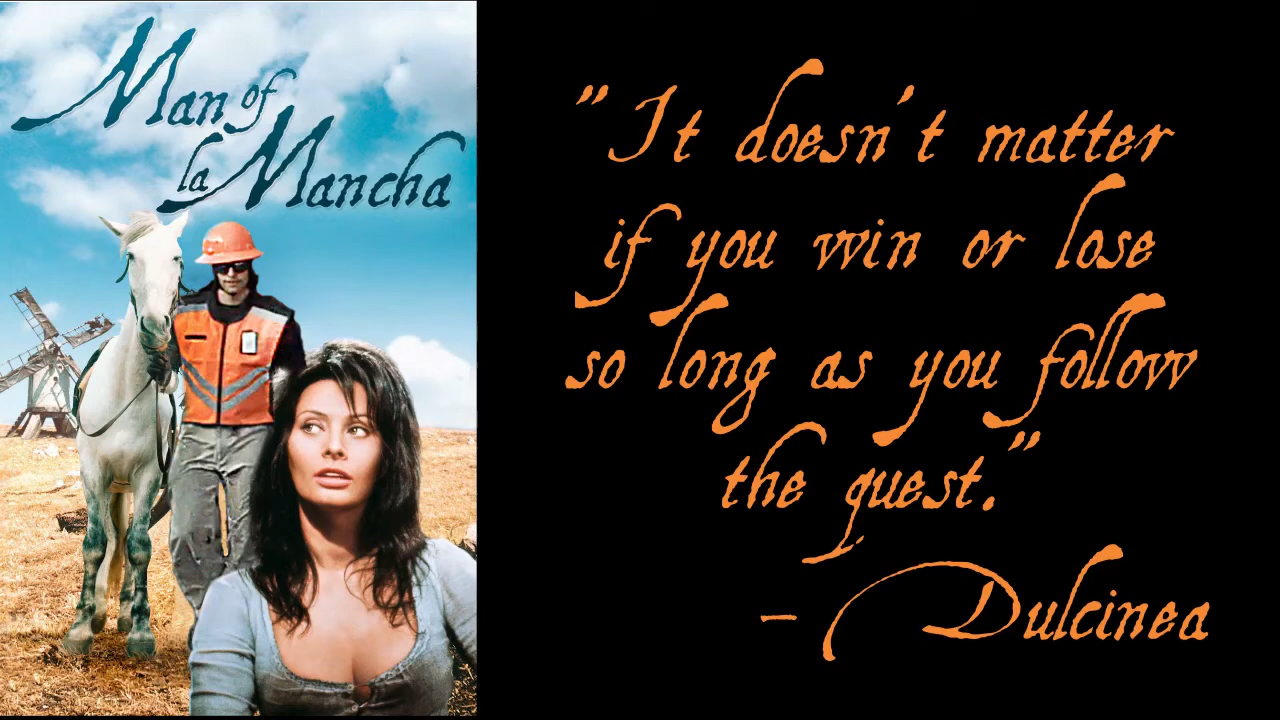 Man of
la Mancha
"It doesn't matter
if you win or lose
so long as you follow
the quest."
- Dulcinea